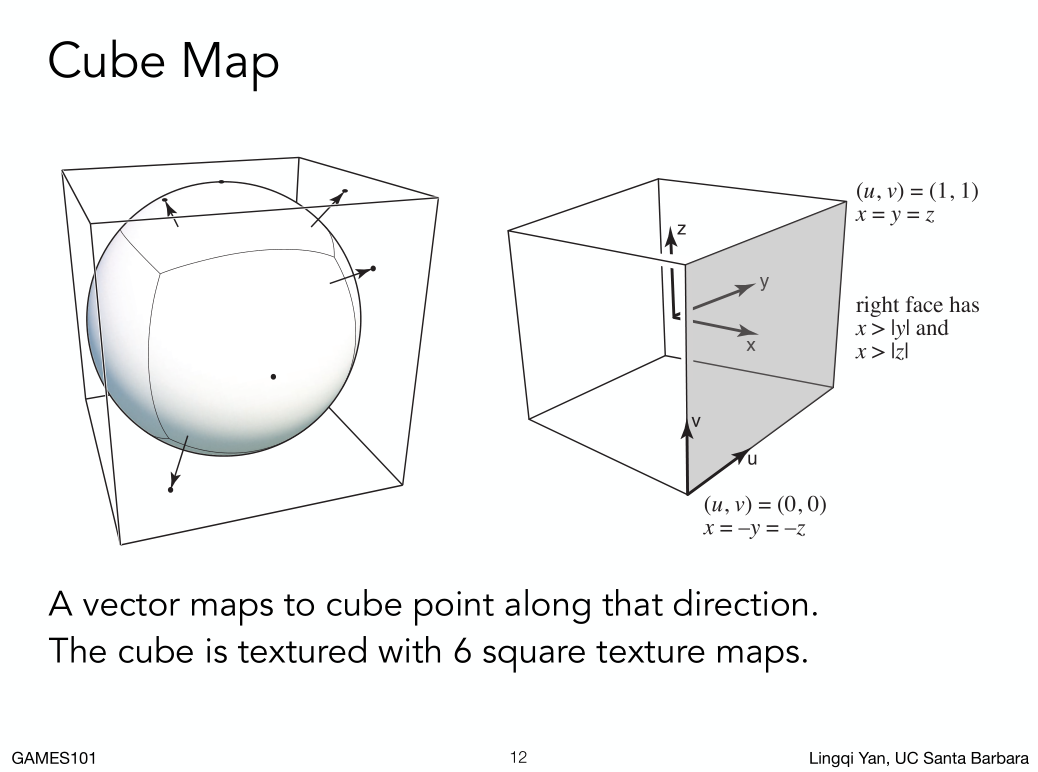 Cube Map
(u, v) = (1, 1)
x = y = z
z
y
x
right face has
x > |y| and
x > |z|
v
u
(u, v) = (0, 0)
x = –y = –z
A vector maps to cube point along that direction.
The cube is textured with 6 square texture maps.
GAMES101
12
Lingqi Yan, UC Santa Barbara